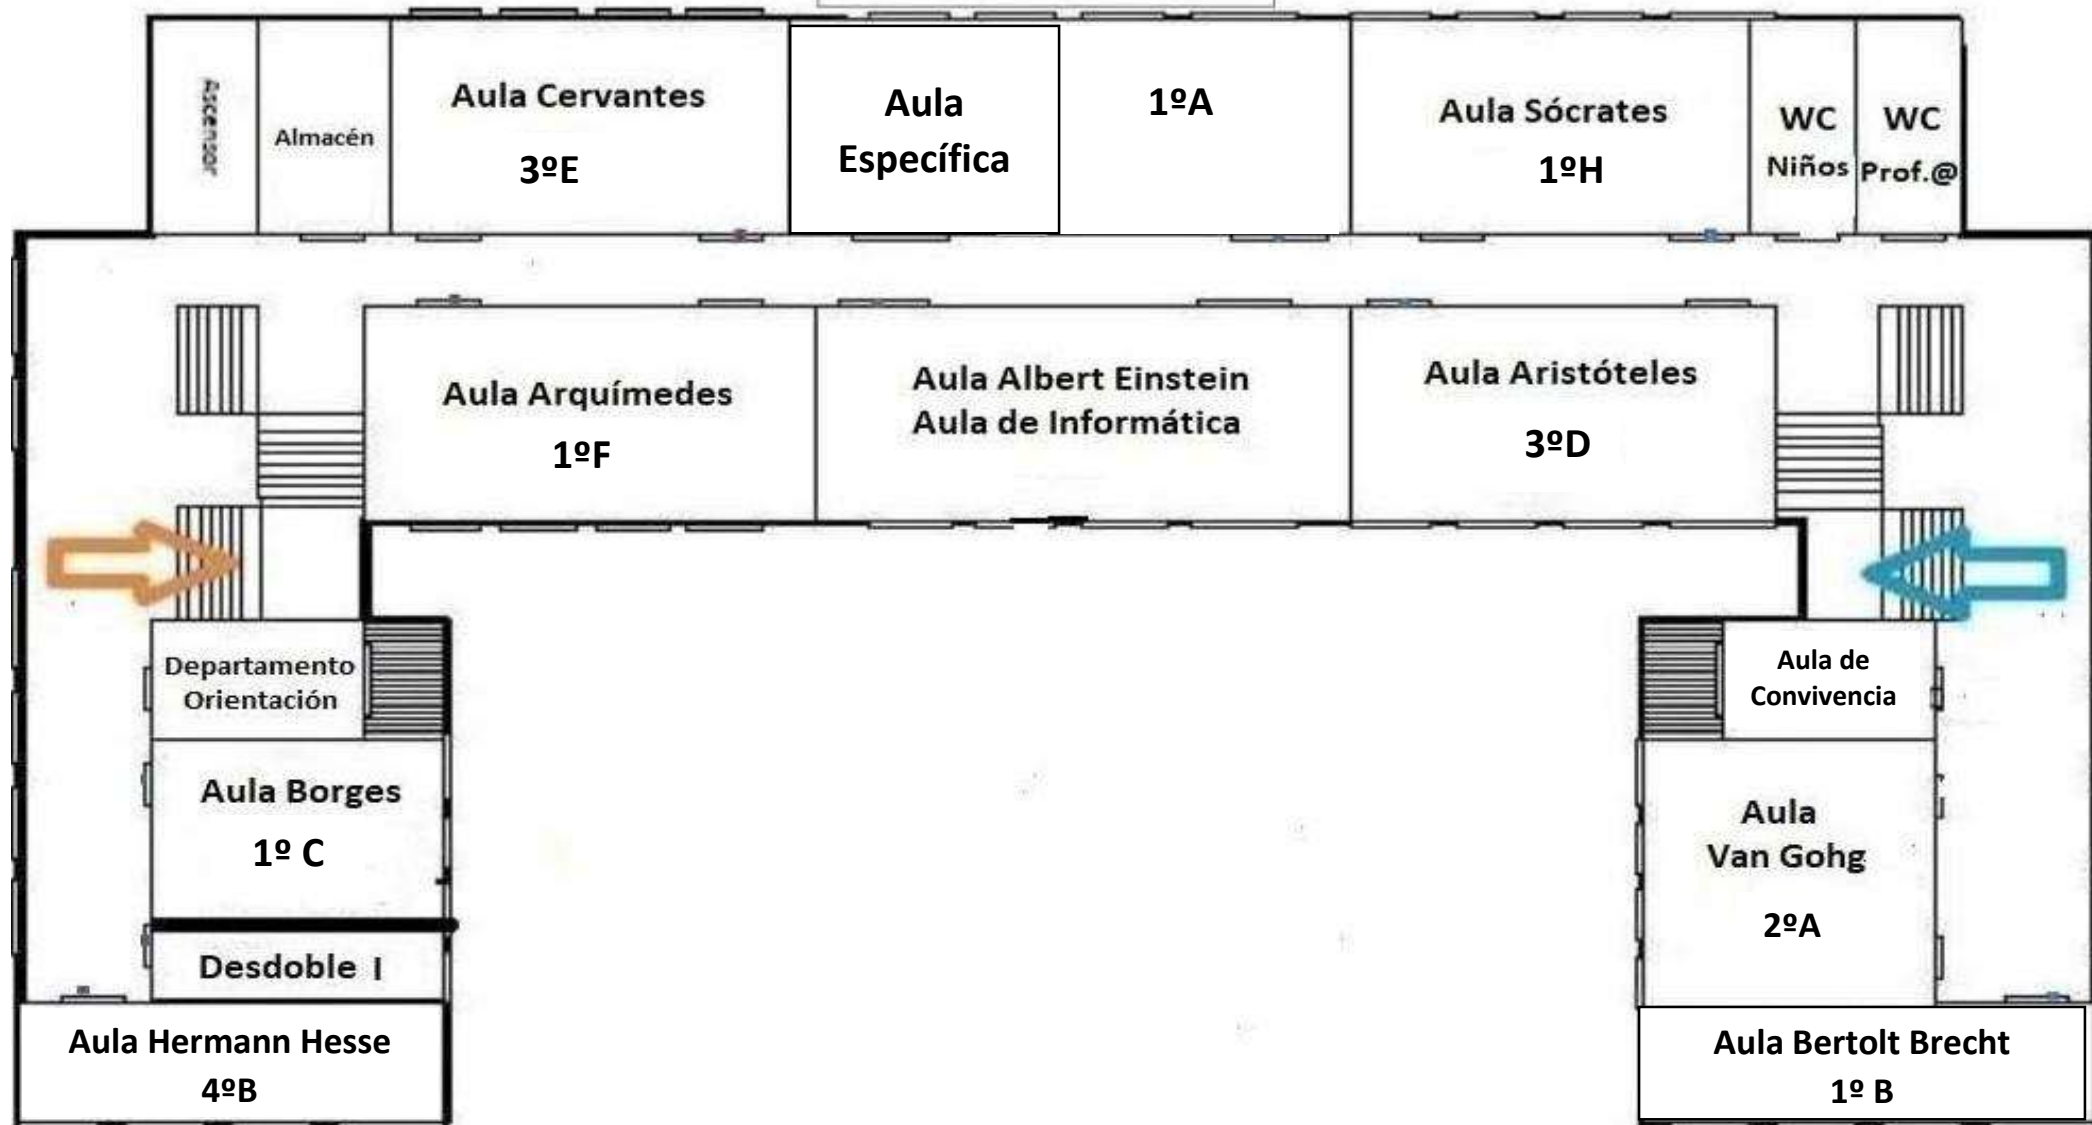 Ascensor
Almacén
Aula Cervantes
3ºE
Aula
Específica
1ºA
Aula Sócrates
1ºH
WC
Niños
WC
Prof.@
Aula Arquímedes
1ºF
Aula Albert Einstein
Aula de Informática
Aula Aristóteles
3ºD
Departamento
Orientación
Aula de
Convivencia
Aula Borges
1º C
Aula
Van Gohg
2ºA
Desdoble I
Aula Hermann Hesse
4ºB
Aula Bertolt Brecht
1º B